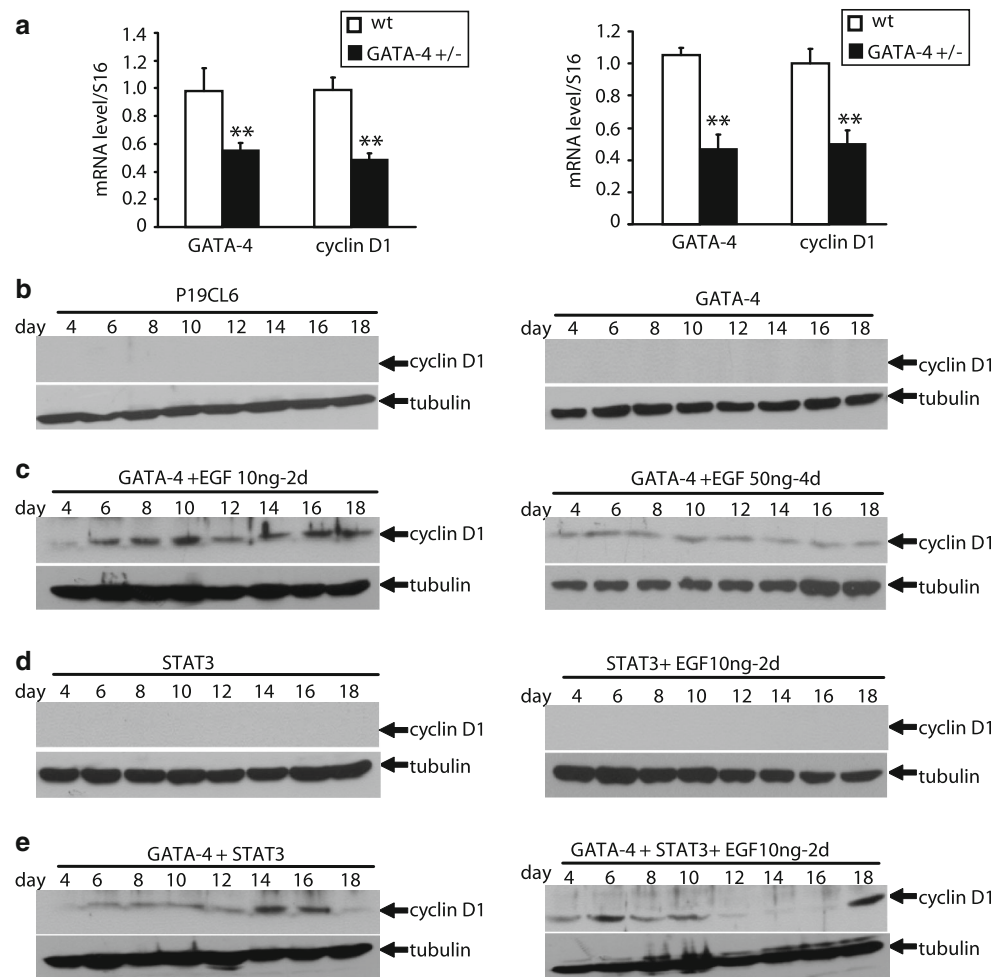 a
wt
GATA-4 +/-
mRNA level/S16
1.4
1.2
1.0
0.8
0.6
0.4
0.2
0
**
**
GATA-4
cyclin D1
wt
GATA-4 +/-
mRNA level/S16
1.2
1.0
0.8
0.6
0.4
0.2
0
**
**
GATA-4
cyclin D1
b
P19CL6
day 4 6 8 10 12 14 16 18
cyclin D1
tubulin
GATA-4
day 4 6 8 10 12 14 16 18
cyclin D1
tubulin
c
GATA-4 +EGF 10ng-2d
day 4 6 8 10 12 14 16 18
cyclin D1
tubulin
GATA-4 +EGF 50ng-4d
day 4 6 8 10 12 14 16 18
cyclin D1
tubulin
d
STAT3
day 4 6 8 10 12 14 16 18
cyclin D1
tubulin
STAT3+ EGF10ng-2d
day 4 6 8 10 12 14 16 18
cyclin D1
tubulin
e
GATA-4 + STAT3
day 4 6 8 10 12 14 16 18
cyclin D1
tubulin
GATA-4 + STAT3+ EGF10ng-2d
day 4 6 8 10 12 14 16 18
cyclin D1
tubulin